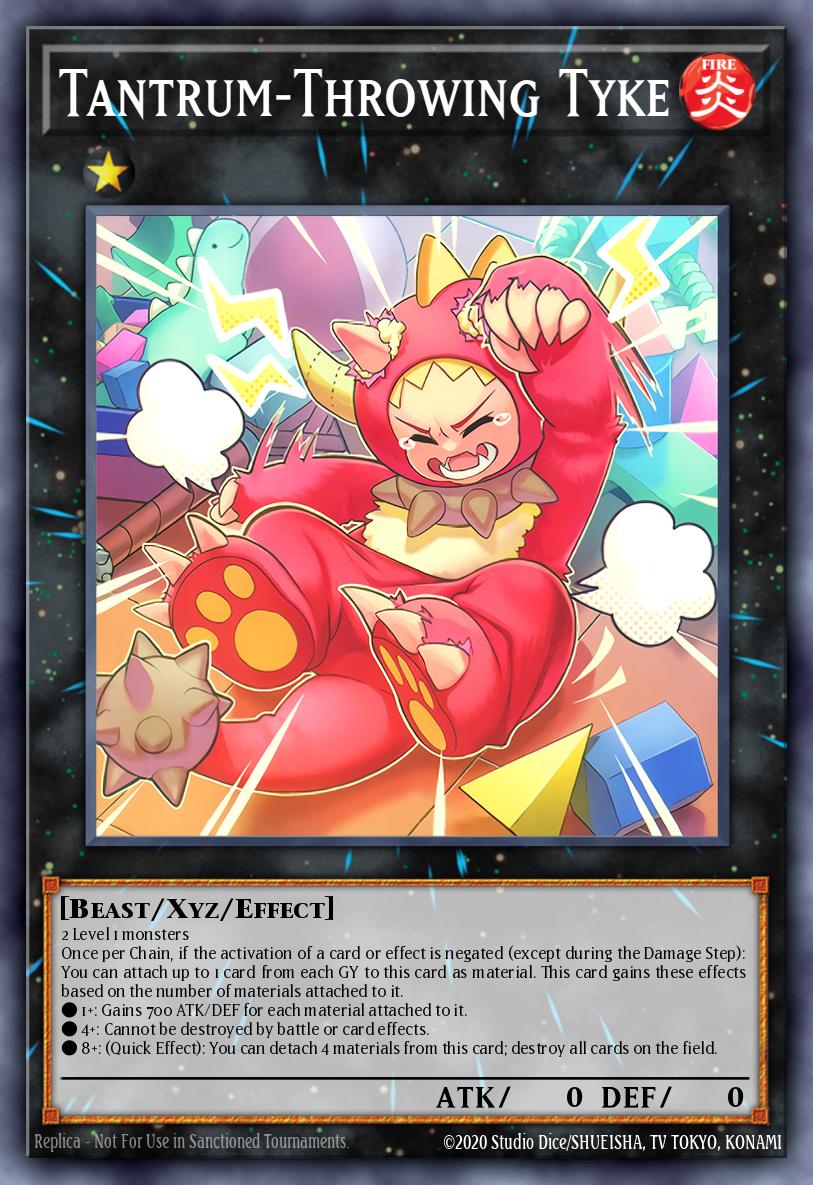 Tantrum-Throwing Tyke
FIRE
炎
[Beast/Xyz/Effect]
2 Level 1 monsters
Once per Chain, if the activation of a card or effect is negated (except during the Damage Step):
You can attach up to 1 card from each GY to this card as material. This card gains these effects
based on the number of materials attached to it.
● 1+: Gains 700 ATK/DEF for each material attached to it.
● 4+: Cannot be destroyed by battle or card effects.
● 8+: (Quick Effect): You can detach 4 materials from this card; destroy all cards on the field.
ATK/ 0 DEF/ 0
Replica - Not For Use in Sanctioned Tournaments.
©2020 Studio Dice/SHUEISHA, TV TOKYO, KONAMI